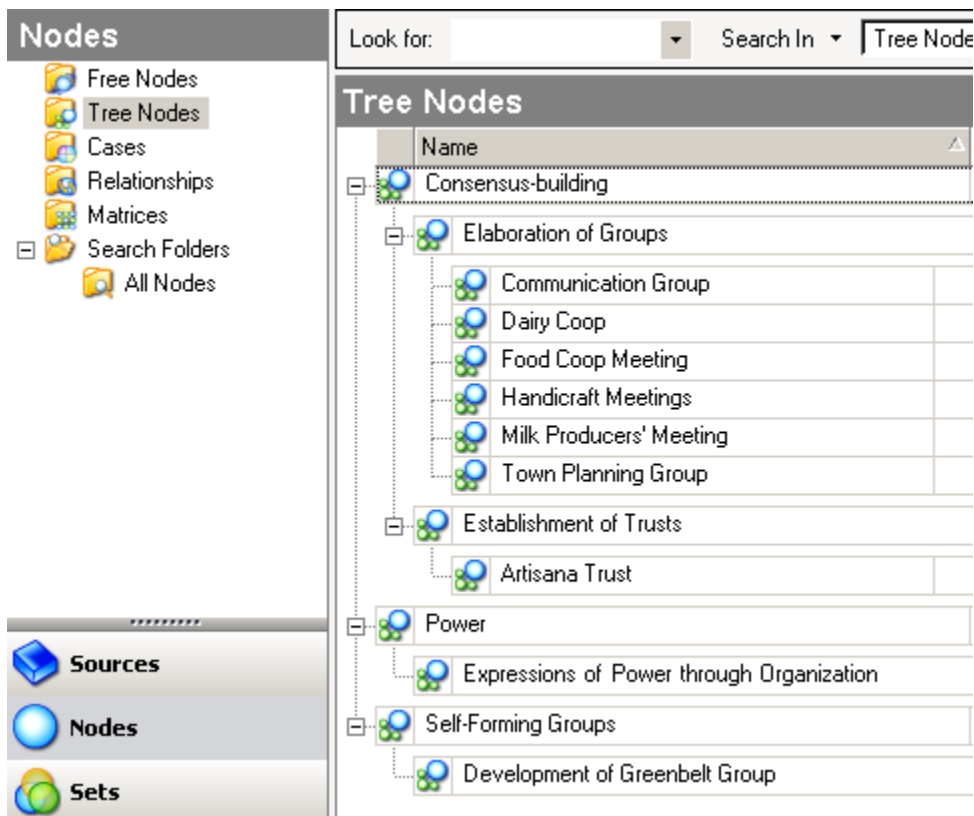 Nodes
Free Nodes
Tree Nodes
Cases
Relationships
Matrices
Search Folders
All Nodes
Sources
Nodes
Sets
Look for: Search In Tree Node
Tree Nodes
Name
Consensus-building
Elaboration of Groups
Communication Group
Dairy Coop
Food Coop Meeting
Handicraft Meetings
Milk Producers' Meeting
Town Planning Group
Establishment of Trusts
Artisana Trust
Power
Expressions of Power through Organization
Self-Forming Groups
Development of Greenbelt Group